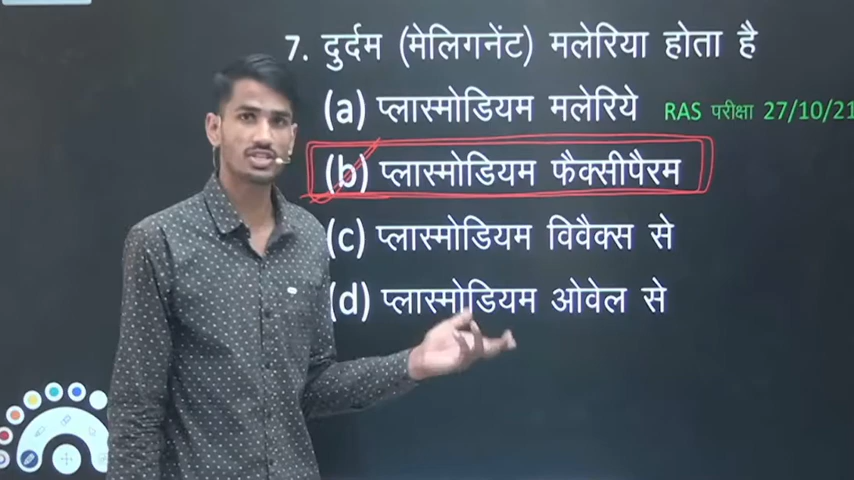 7. दुर्दम (मेलिगनेंट) मलेरिया होता है
(a) प्लास्मोडियम मलेरिये RAS परीक्षा 27/10/21
(b) प्लास्मोडियम फैक्सीपैरम
(c) प्लास्मोडियम विवैक्स से
(d) प्लास्मोडियम ओवेल से